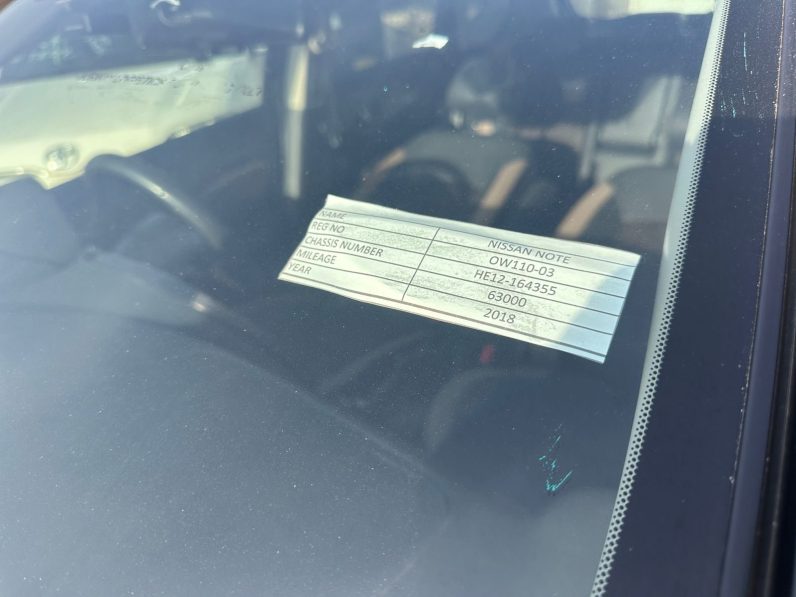 NAME NISSAN NOTE
REG NO OW110-03
CHASSIS NUMBER HE12-164355
MILEAGE 63000
YEAR 2018